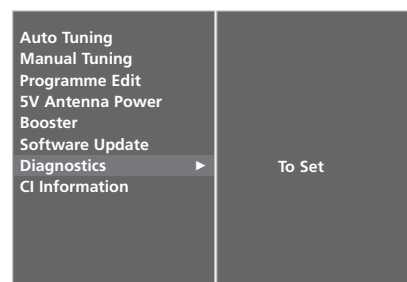 Auto Tuning
Manual Tuning
Programme Edit
5V Antenna Power
Booster
Software Update
Diagnostics ► To Set
CI Information